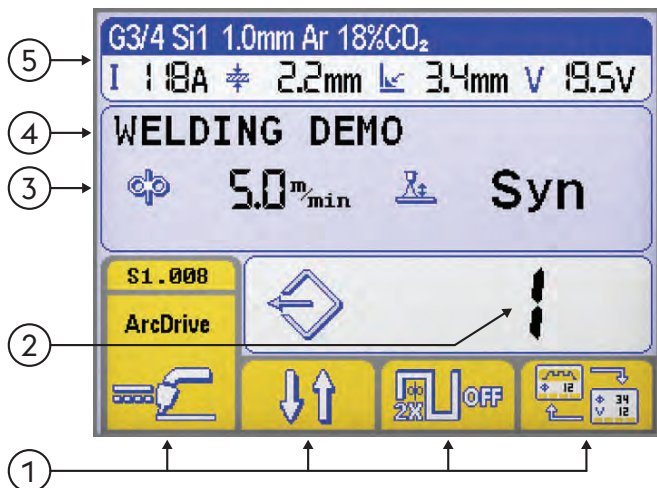 G3/4 Si1 1.0mm Ar 18%CO₂
5
I 118A 2.2mm 3.4mm V 19.5V
4
WELDING DEMO
3
5.0 m/min Syn
S1.008
ArcDrive
2
1
2X OFF
12
34
V 12
1